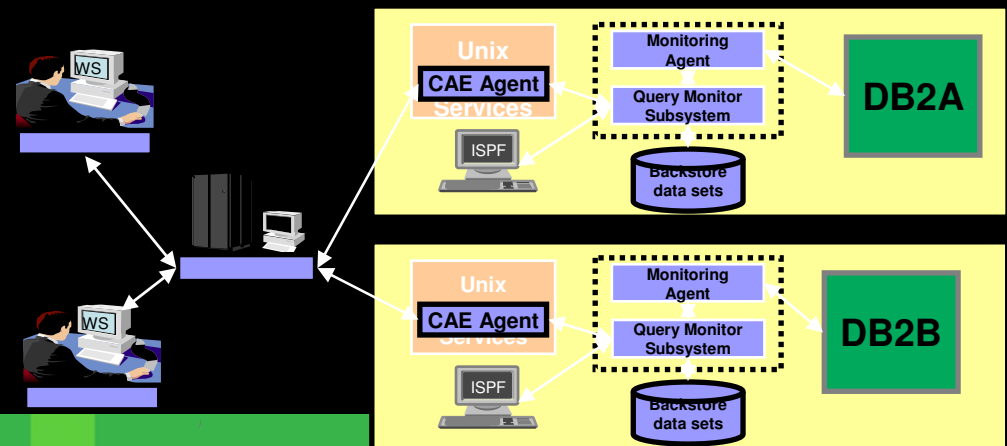 WS
WS
Unix
CAE Agent
Services
ISPF
Monitoring
Agent
Query Monitor
Subsystem
Backstore
data sets
DB2A
Unix
CAE Agent
Services
ISPF
Monitoring
Agent
Query Monitor
Subsystem
Backstore
data sets
DB2B
/